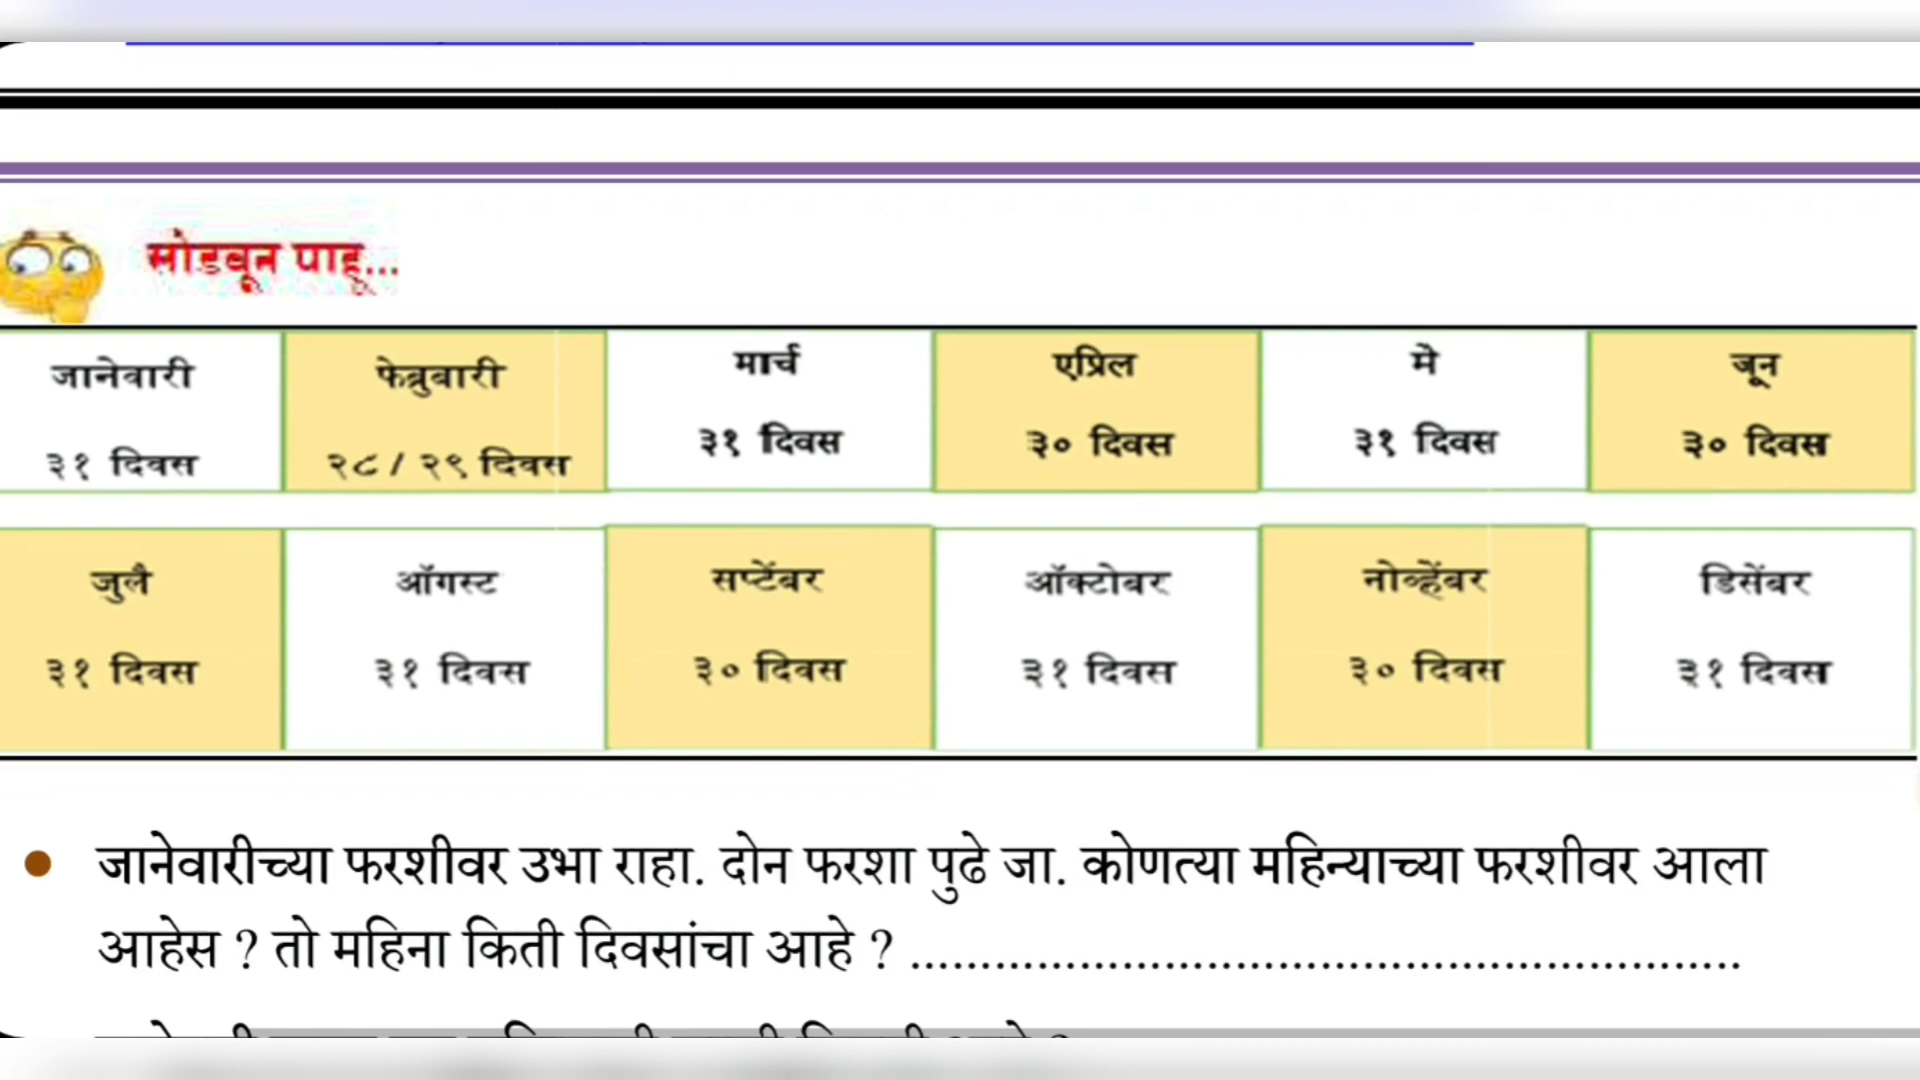 सोडवून पाहू...
जानेवारी फेब्रुवारी मार्च एप्रिल मे जून
३१ दिवस २८ / २९ दिवस ३१ दिवस ३० दिवस ३१ दिवस ३० दिवस
जुलै ऑगस्ट सप्टेंबर ऑक्टोबर नोव्हेंबर डिसेंबर
३१ दिवस ३१ दिवस ३० दिवस ३१ दिवस ३० दिवस ३१ दिवस
• जानेवारीच्या फरशीवर उभा राहा. दोन फरशा पुढे जा. कोणत्या महिन्याच्या फरशीवर आला
आहेस ? तो महिना किती दिवसांचा आहे ? ..........................................................